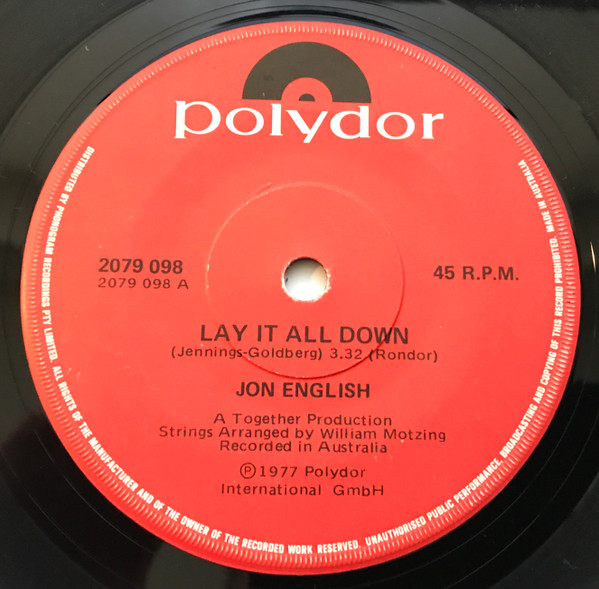 polydor
2079 098
2079 098 A
45 R.P.M.
LAY IT ALL DOWN
(Jennings-Goldberg) 3.32 (Rondor)
JON ENGLISH
A Together Production
Strings Arranged by William Motzing
Recorded in Australia
Ⓟ1977 Polydor
International GmbH
DISTRIBUTED BY PHONOGRAM RECORDINGS PTY LIMITED. ALL RIGHTS OF THE MANUFACTURER AND OF THE OWNER OF THE RECORDED WORK RESERVED. UNAUTHORISED PUBLIC PERFORMANCE, BROADCASTING AND COPYING OF THIS RECORD PROHIBITED. MADE IN AUSTRALIA